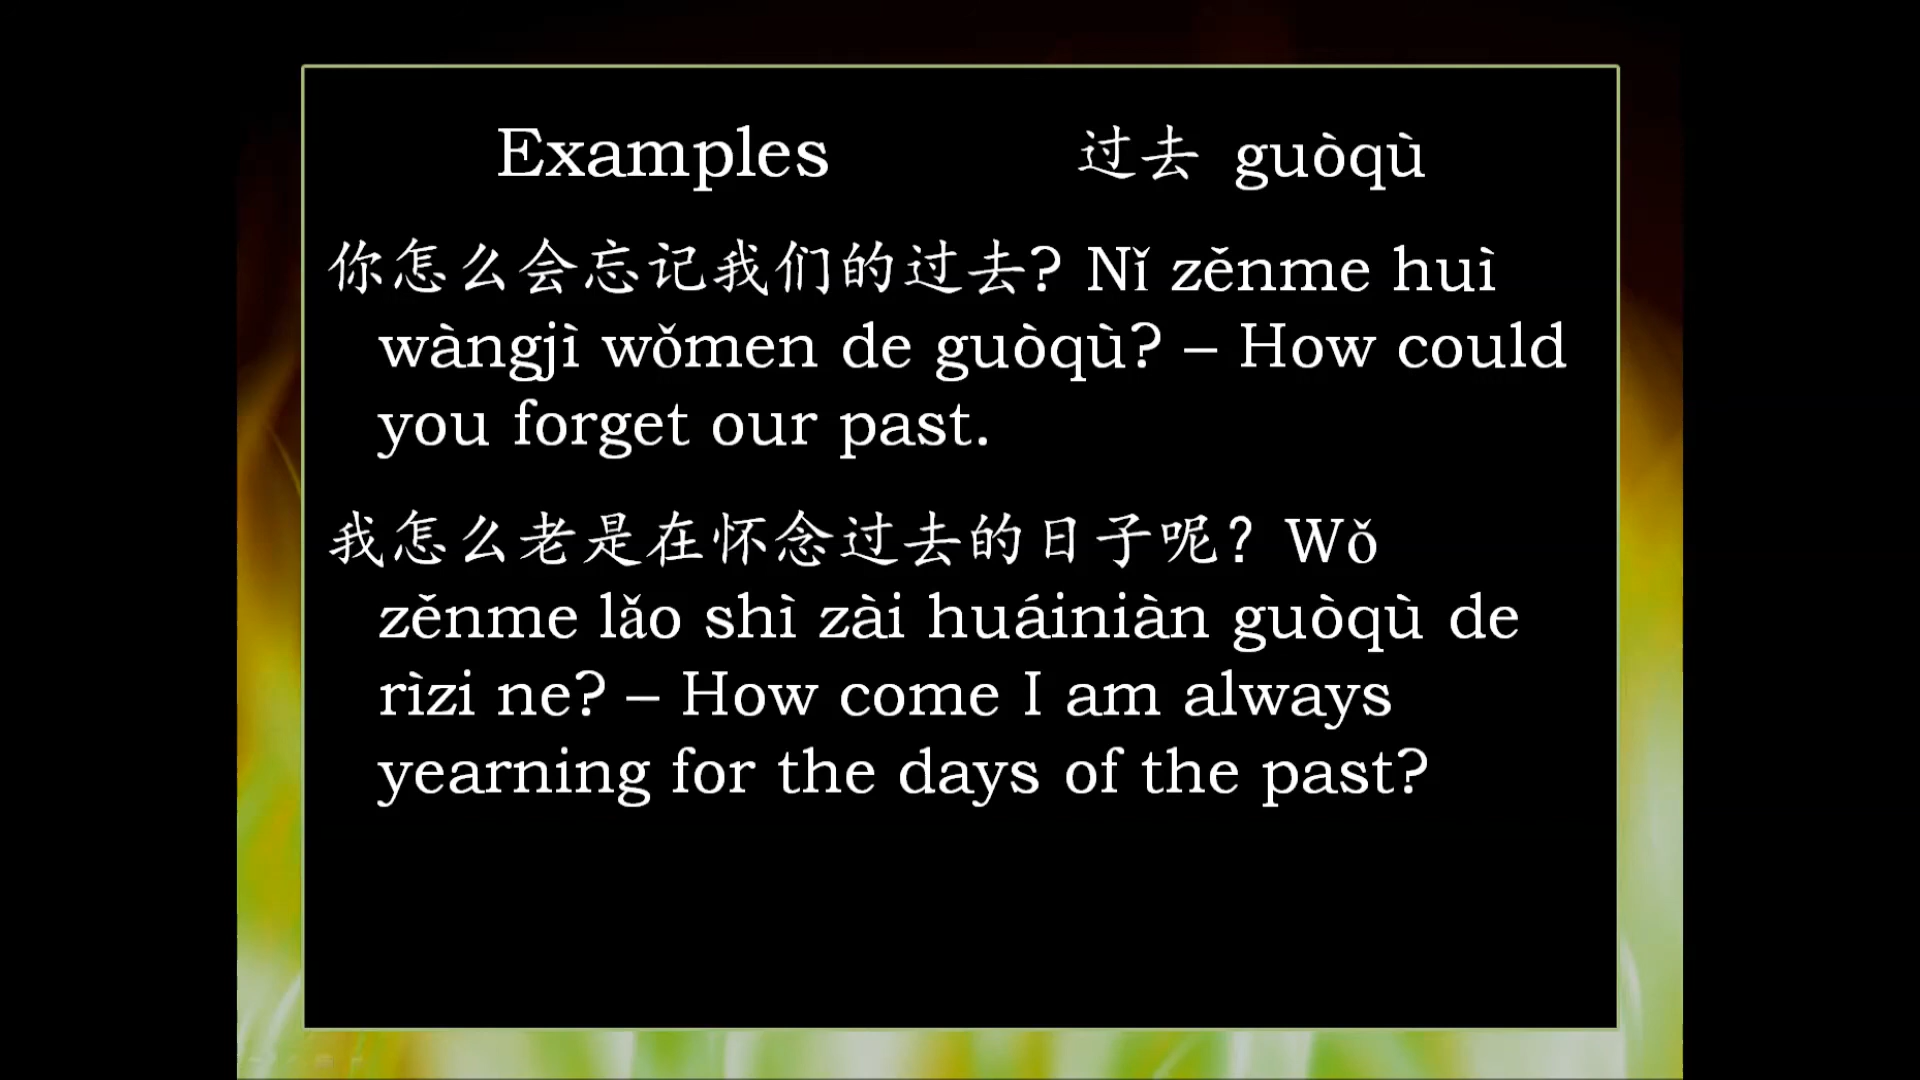 Examples 过去 guòqù
你怎么会忘记我们的过去? Nǐ zěnme huì
wàngjì wǒmen de guòqù? – How could
you forget our past.
我怎么老是在怀念过去的日子呢? Wǒ
zěnme lǎo shì zài huáiniàn guòqù de
rìzi ne? – How come I am always
yearning for the days of the past?